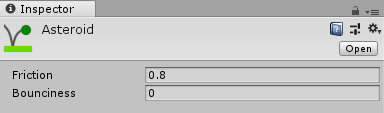 Inspector
Asteroid
Open
Friction 0.8
Bounciness 0